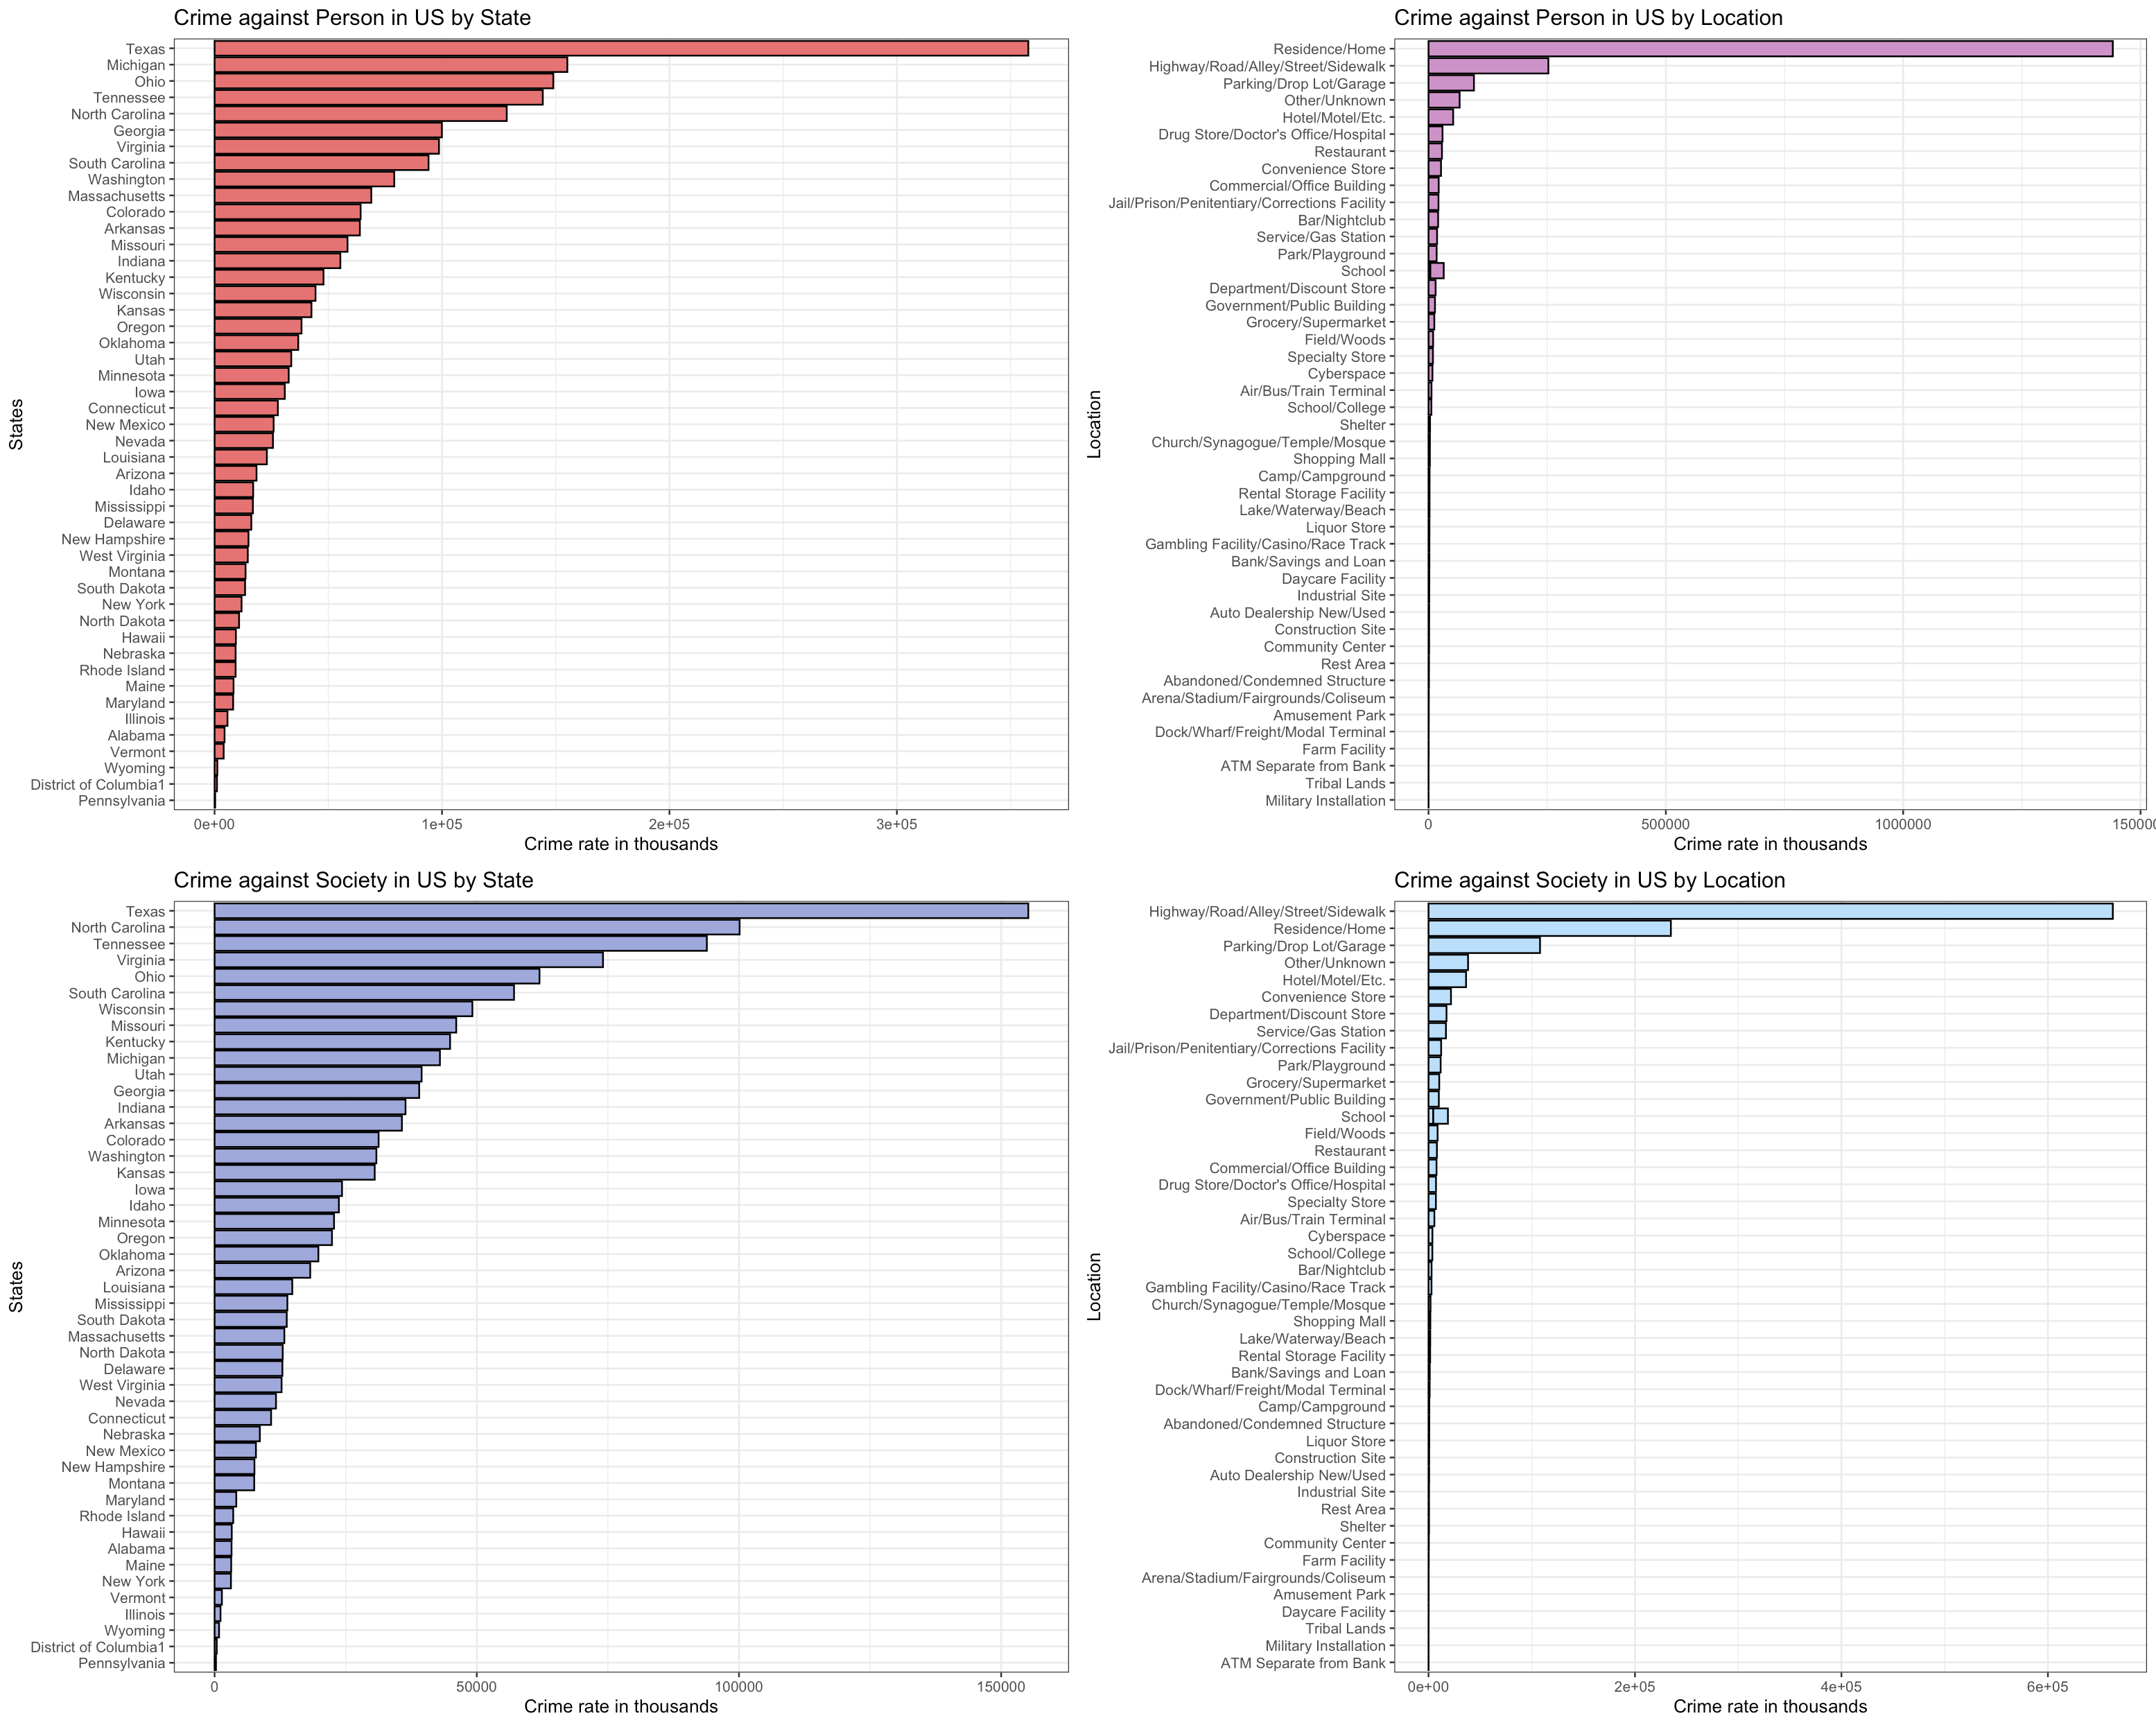 Crime against Person in US by State
States
Texas
Michigan
Ohio
Tennessee
North Carolina
Georgia
Virginia
South Carolina
Washington
Massachusetts
Colorado
Arkansas
Missouri
Indiana
Kentucky
Wisconsin
Kansas
Oregon
Oklahoma
Utah
Minnesota
Iowa
Connecticut
New Mexico
Nevada
Louisiana
Arizona
Idaho
Mississippi
Delaware
New Hampshire
West Virginia
Montana
South Dakota
New York
North Dakota
Hawaii
Nebraska
Rhode Island
Maine
Maryland
Illinois
Alabama
Vermont
Wyoming
District of Columbia1
Pennsylvania
0e+00 1e+05 2e+05 3e+05
Crime rate in thousands
Crime against Person in US by Location
Location
Residence/Home
Highway/Road/Alley/Street/Sidewalk
Parking/Drop Lot/Garage
Other/Unknown
Hotel/Motel/Etc.
Drug Store/Doctor's Office/Hospital
Restaurant
Convenience Store
Commercial/Office Building
Jail/Prison/Penitentiary/Corrections Facility
Bar/Nightclub
Service/Gas Station
Park/Playground
School
Department/Discount Store
Government/Public Building
Grocery/Supermarket
Field/Woods
Specialty Store
Cyberspace
Air/Bus/Train Terminal
School/College
Shelter
Church/Synagogue/Temple/Mosque
Shopping Mall
Camp/Campground
Rental Storage Facility
Lake/Waterway/Beach
Liquor Store
Gambling Facility/Casino/Race Track
Bank/Savings and Loan
Daycare Facility
Industrial Site
Auto Dealership New/Used
Construction Site
Community Center
Rest Area
Abandoned/Condemned Structure
Arena/Stadium/Fairgrounds/Coliseum
Amusement Park
Dock/Wharf/Freight/Modal Terminal
Farm Facility
ATM Separate from Bank
Tribal Lands
Military Installation
0 500000 1000000 150000
Crime rate in thousands
Crime against Society in US by State
States
Texas
North Carolina
Tennessee
Virginia
Ohio
South Carolina
Wisconsin
Missouri
Kentucky
Michigan
Utah
Georgia
Indiana
Arkansas
Colorado
Washington
Kansas
Iowa
Idaho
Minnesota
Oregon
Oklahoma
Arizona
Louisiana
Mississippi
South Dakota
Massachusetts
North Dakota
Delaware
West Virginia
Nevada
Connecticut
Nebraska
New Mexico
New Hampshire
Montana
Maryland
Rhode Island
Hawaii
Alabama
Maine
New York
Vermont
Illinois
Wyoming
District of Columbia1
Pennsylvania
0 50000 100000 150000
Crime rate in thousands
Crime against Society in US by Location
Location
Highway/Road/Alley/Street/Sidewalk
Residence/Home
Parking/Drop Lot/Garage
Other/Unknown
Hotel/Motel/Etc.
Convenience Store
Department/Discount Store
Service/Gas Station
Jail/Prison/Penitentiary/Corrections Facility
Park/Playground
Grocery/Supermarket
Government/Public Building
School
Field/Woods
Restaurant
Commercial/Office Building
Drug Store/Doctor's Office/Hospital
Specialty Store
Air/Bus/Train Terminal
Cyberspace
School/College
Bar/Nightclub
Gambling Facility/Casino/Race Track
Church/Synagogue/Temple/Mosque
Shopping Mall
Lake/Waterway/Beach
Rental Storage Facility
Bank/Savings and Loan
Dock/Wharf/Freight/Modal Terminal
Camp/Campground
Abandoned/Condemned Structure
Liquor Store
Construction Site
Auto Dealership New/Used
Industrial Site
Rest Area
Shelter
Community Center
Farm Facility
Arena/Stadium/Fairgrounds/Coliseum
Amusement Park
Daycare Facility
Tribal Lands
Military Installation
ATM Separate from Bank
0e+00 2e+05 4e+05 6e+05
Crime rate in thousands